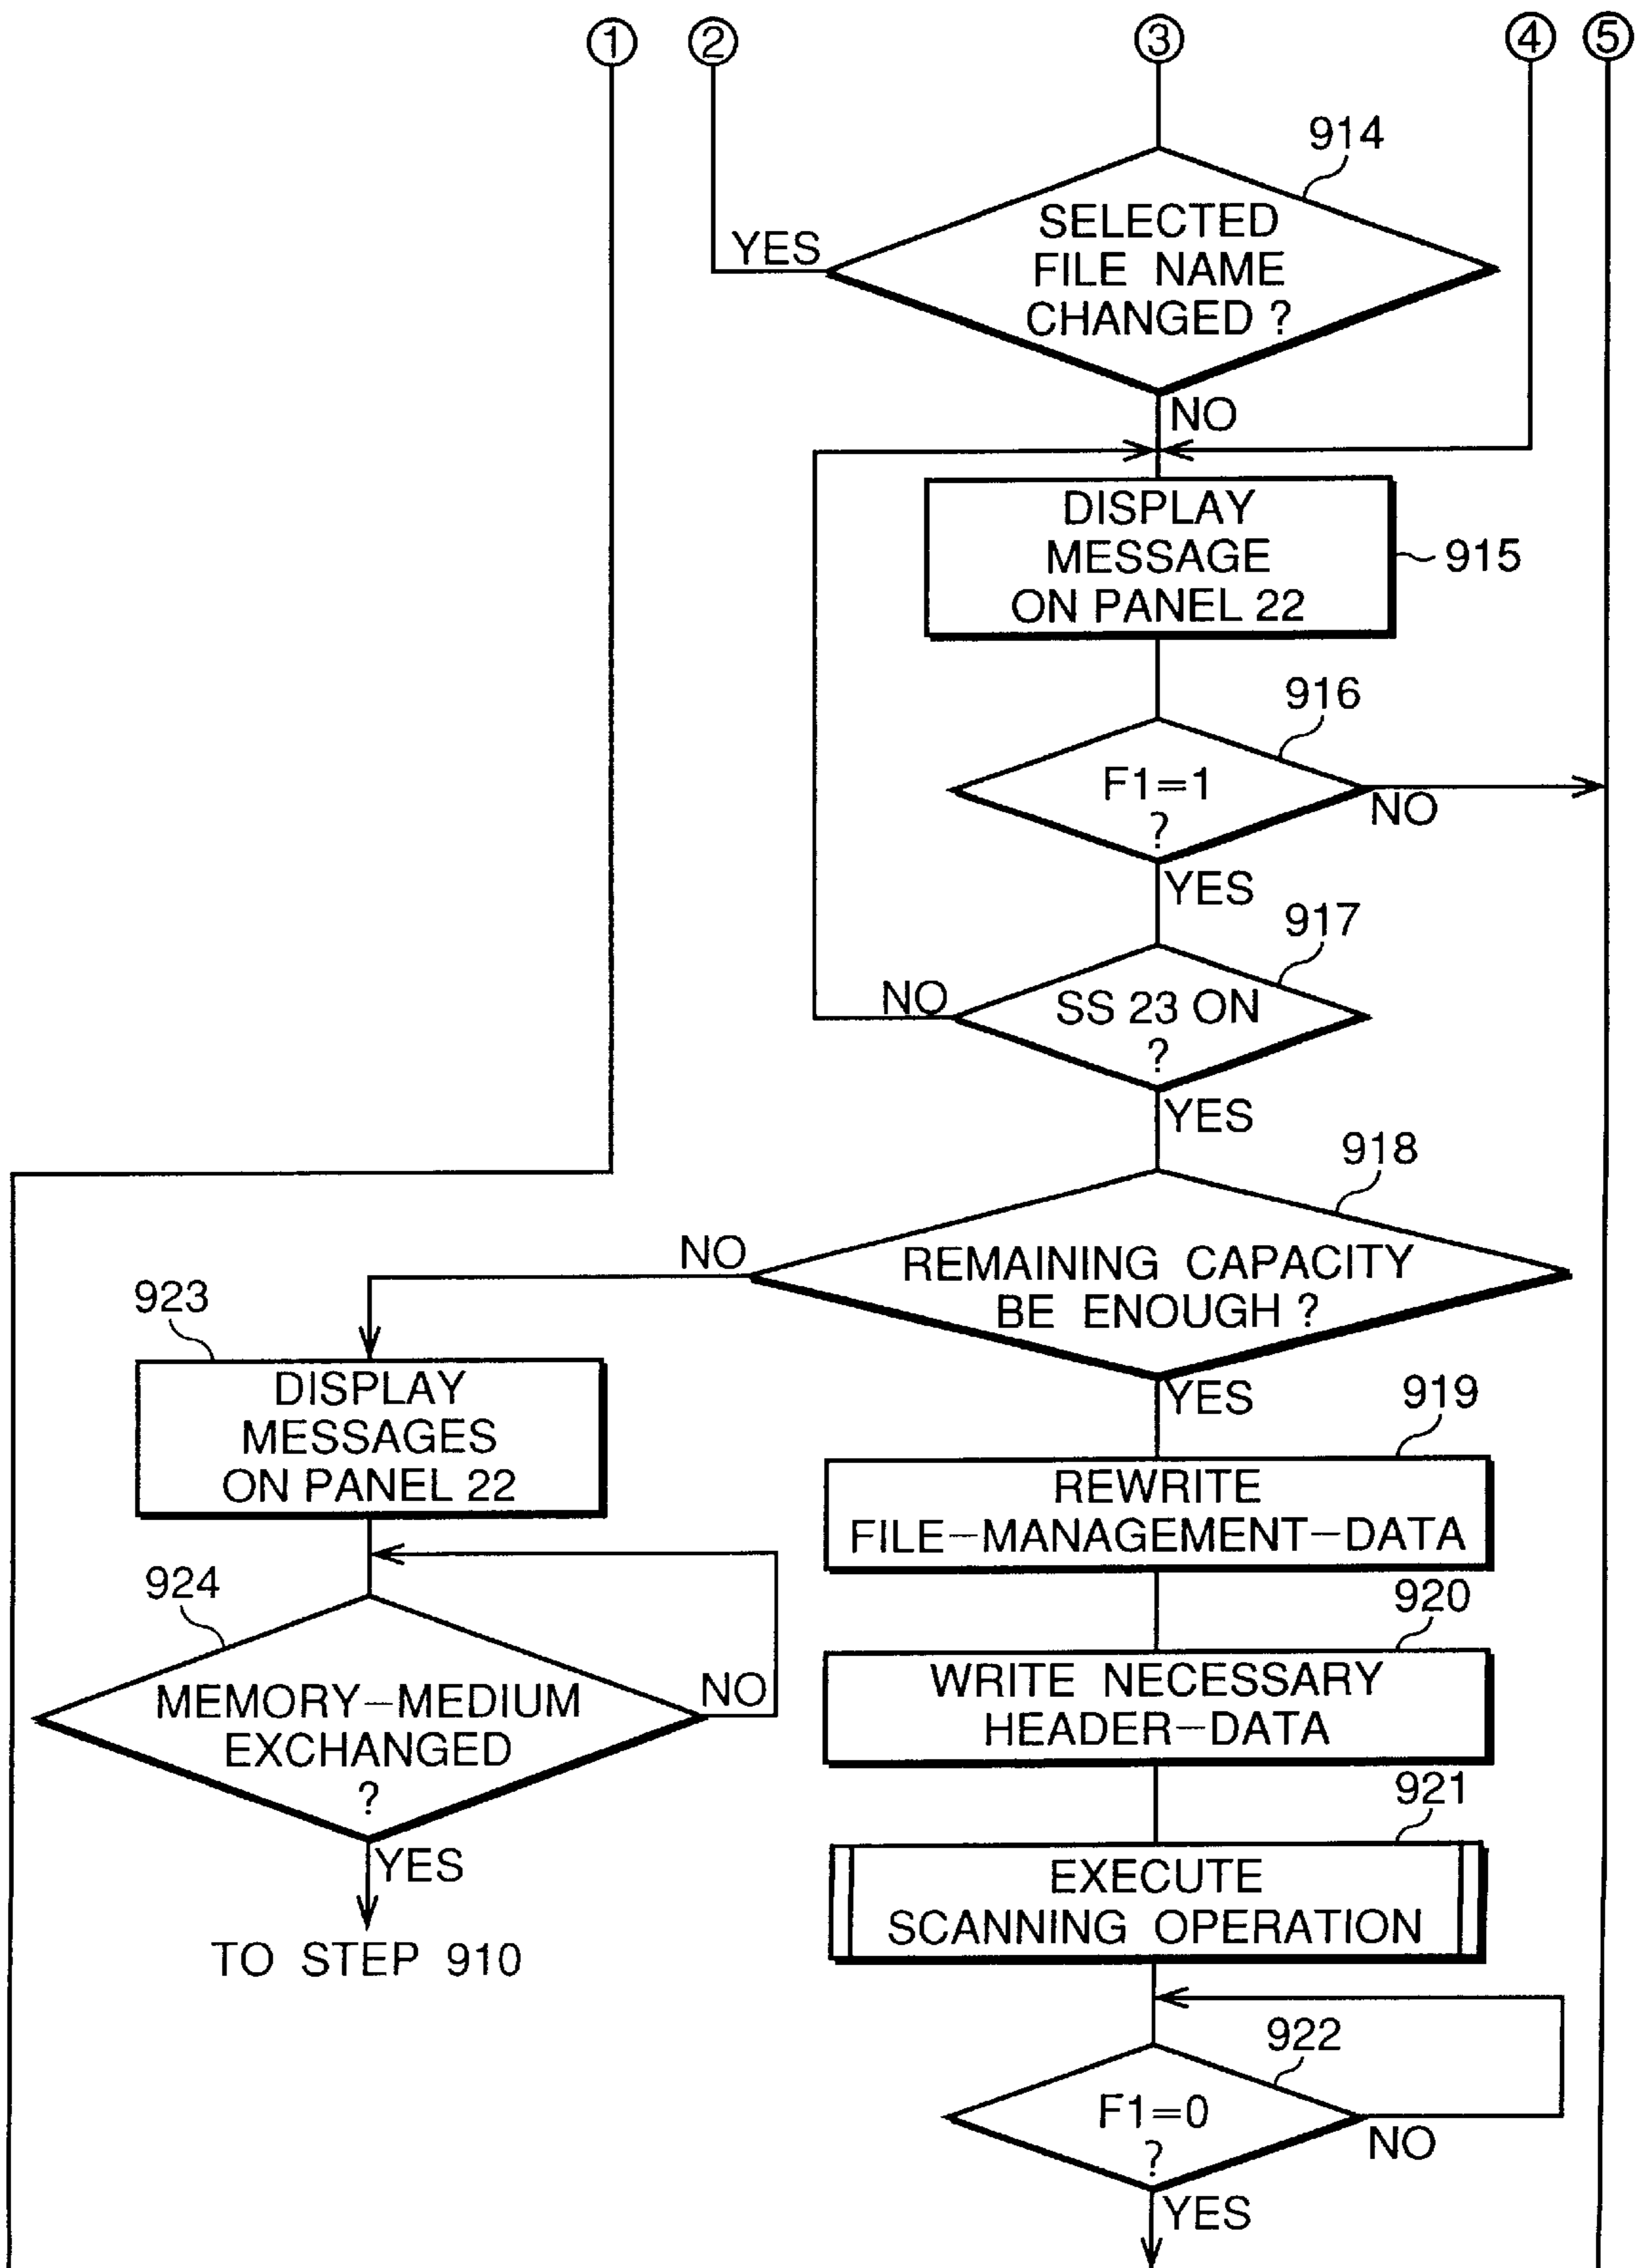 ① ② ③ ④ ⑤
914
SELECTED
FILE NAME
CHANGED ?
YES
NO
DISPLAY
MESSAGE
ON PANEL 22
915
916
F1=1
?
NO
YES
917
SS 23 ON
?
NO
YES
918
REMAINING CAPACITY
BE ENOUGH ?
NO
YES
923
DISPLAY
MESSAGES
ON PANEL 22
919
REWRITE
FILE-MANAGEMENT-DATA
924
MEMORY-MEDIUM
EXCHANGED
?
NO
YES
TO STEP 910
920
WRITE NECESSARY
HEADER-DATA
921
EXECUTE
SCANNING OPERATION
922
F1=0
?
NO
YES